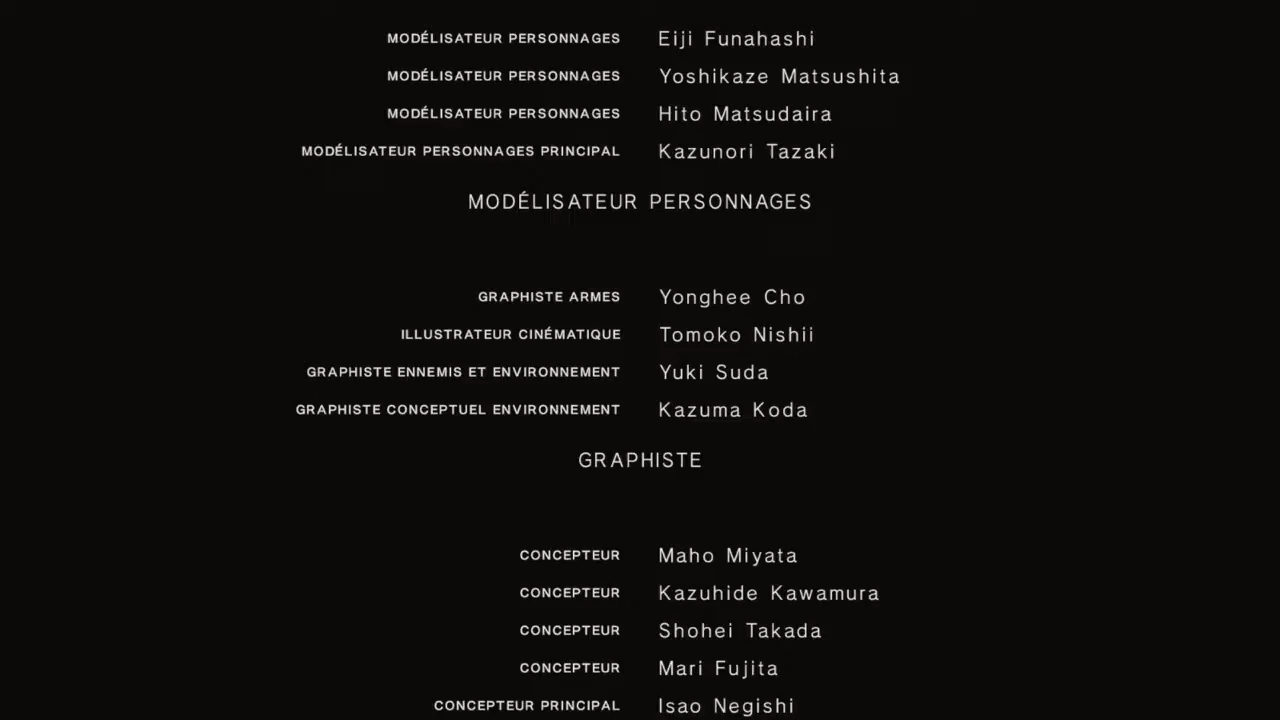 MODÉLISATEUR PERSONNAGES Eiji Funahashi
MODÉLISATEUR PERSONNAGES Yoshikaze Matsushita
MODÉLISATEUR PERSONNAGES Hito Matsudaira
MODÉLISATEUR PERSONNAGES PRINCIPAL Kazunori Tazaki
MODÉLISATEUR PERSONNAGES
GRAPHISTE ARMES Yonghee Cho
ILLUSTRATEUR CINÉMATIQUE Tomoko Nishii
GRAPHISTE ENNEMIS ET ENVIRONNEMENT Yuki Suda
GRAPHISTE CONCEPTUEL ENVIRONNEMENT Kazuma Koda
GRAPHISTE
CONCEPTEUR Maho Miyata
CONCEPTEUR Kazuhide Kawamura
CONCEPTEUR Shohei Takada
CONCEPTEUR Mari Fujita
CONCEPTEUR PRINCIPAL Isao Negishi